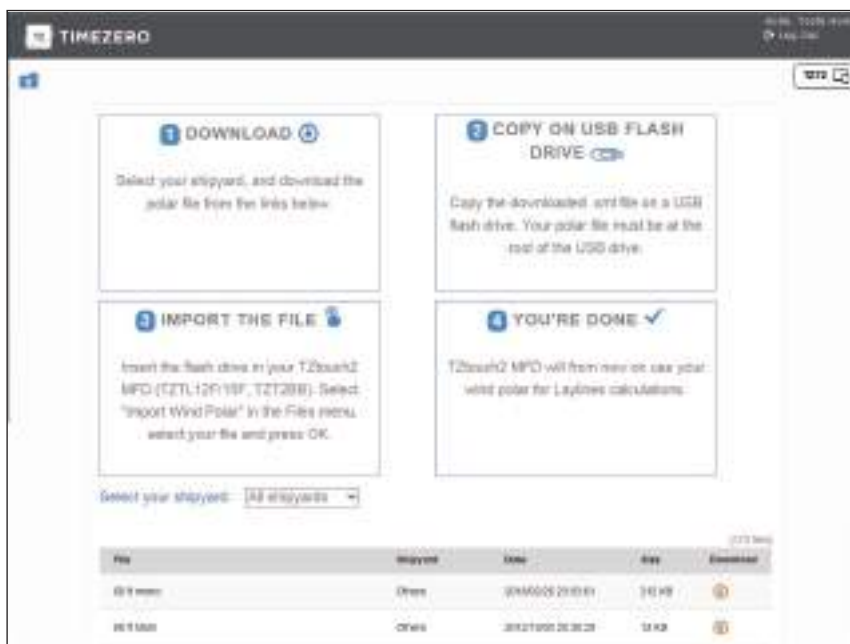 TIMEZERO
Log Out
1 DOWNLOAD
Select your shipyard, and download the
polar file from the links below.
2 COPY ON USB FLASH
DRIVE
Copy the downloaded .xml file on a USB
flash drive. Your polar file must be at the
root of the USB drive.
3 IMPORT THE FILE
Insert the flash drive in your TZtouch2
MFD (TZTL12F/15F, TZT2BB). Select
"Import Wind Polar" in the Files menu,
select your file and press OK.
4 YOU'RE DONE
TZtouch2 MFD will from now on use your
wind polar for Laylines calculations.
Select your shipyard: All shipyards
File Shipyard Date Size Download
Others
Others